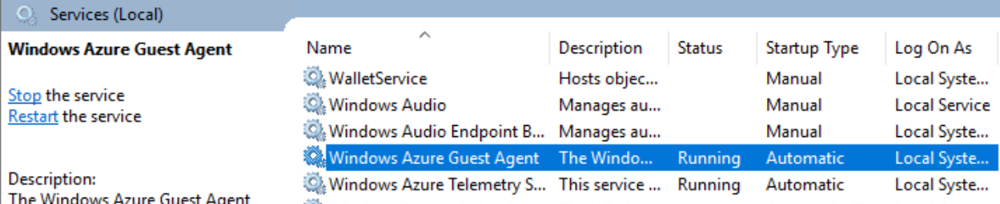 Services (Local)
Windows Azure Guest Agent
Stop the service
Restart the service
Description:
The Windows Azure Guest Agent
Name Description Status Startup Type Log On As
WalletService Hosts objec... Manual Local Syste...
Windows Audio Manages au... Manual Local Service
Windows Audio Endpoint B... Manages au... Manual Local Syste...
Windows Azure Guest Agent The Windo... Running Automatic Local Syste...
Windows Azure Telemetry S... This service ... Running Automatic Local Syste...